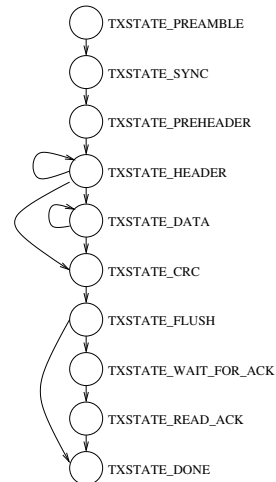 TXSTATE_PREAMBLE
TXSTATE_SYNC
TXSTATE_PREHEADER
TXSTATE_HEADER
TXSTATE_DATA
TXSTATE_CRC
TXSTATE_FLUSH
TXSTATE_WAIT_FOR_ACK
TXSTATE_READ_ACK
TXSTATE_DONE